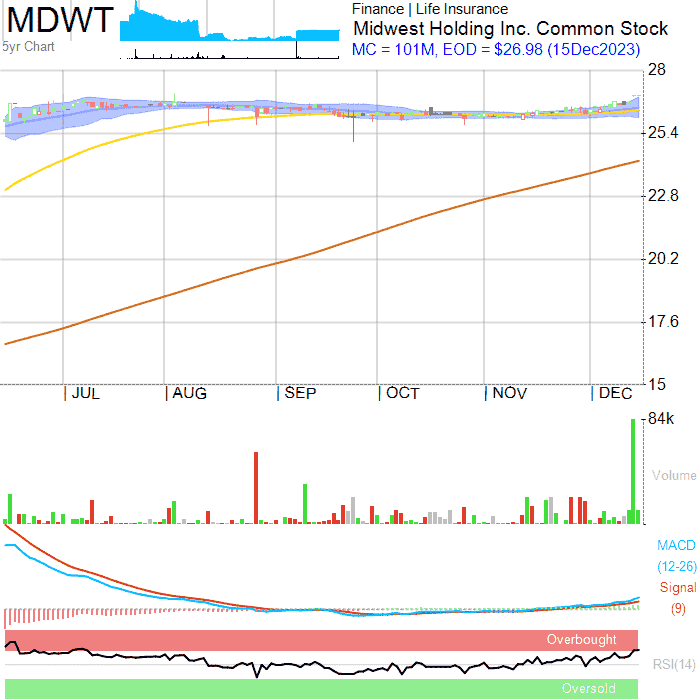 MDWT
5yr Chart
Finance | Life Insurance
Midwest Holding Inc. Common Stock
MC = 101M, EOD = $26.98 (15Dec2023)
28
25.4
22.8
20.2
17.6
15
| JUL | AUG | SEP | OCT | NOV | DEC
84k
Volume
MACD
(12-26)
Signal
(9)
Overbought
RSI(14)
Oversold